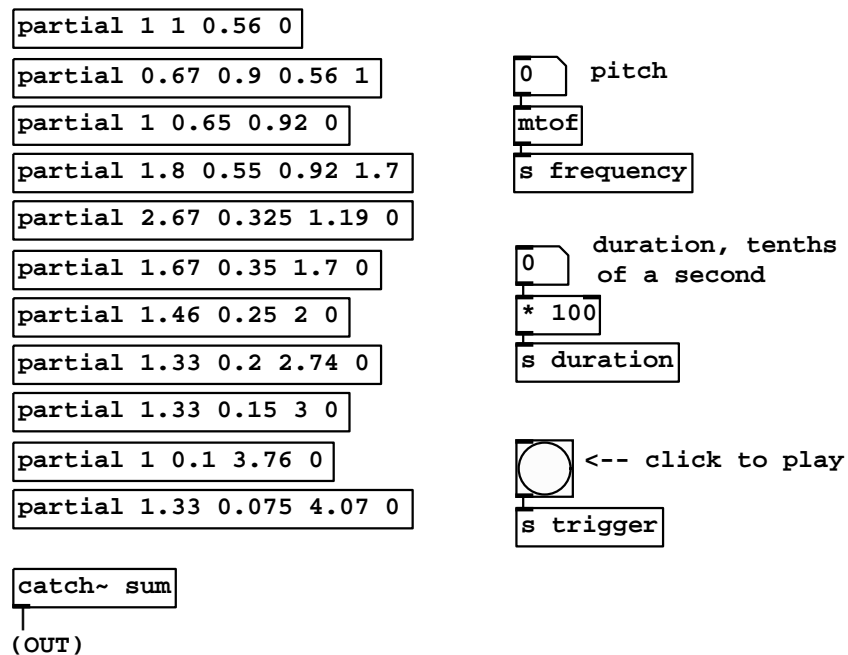 partial 1 1 0.56 0
partial 0.67 0.9 0.56 1
partial 1 0.65 0.92 0
partial 1.8 0.55 0.92 1.7
partial 2.67 0.325 1.19 0
partial 1.67 0.35 1.7 0
partial 1.46 0.25 2 0
partial 1.33 0.2 2.74 0
partial 1.33 0.15 3 0
partial 1 0.1 3.76 0
partial 1.33 0.075 4.07 0
catch~ sum
(OUT)
0 pitch
mtof
s frequency
0 duration, tenths
of a second
* 100
s duration
<-- click to play
s trigger